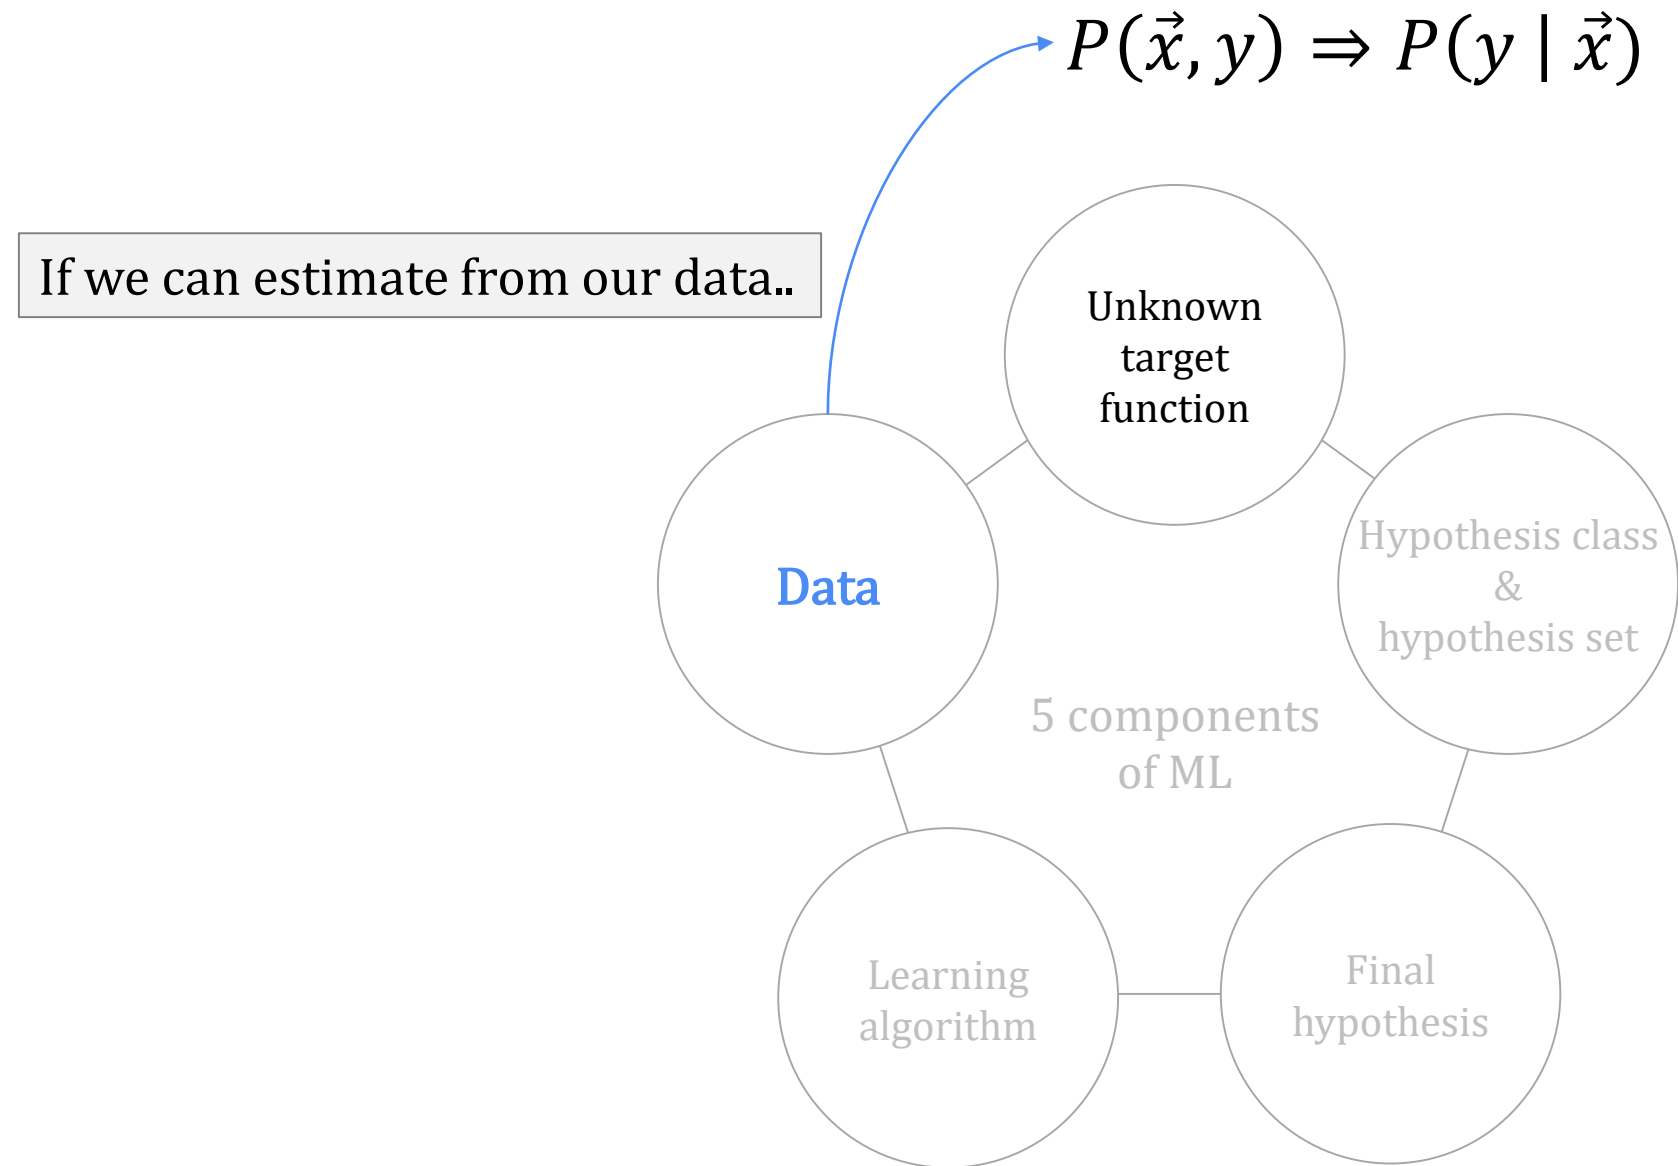 P(x⃗, y) ⇒ P(y | x⃗)
If we can estimate from our data..
Unknown
target
function
Data
Hypothesis class
&
hypothesis set
5 components
of ML
Learning
algorithm
Final
hypothesis